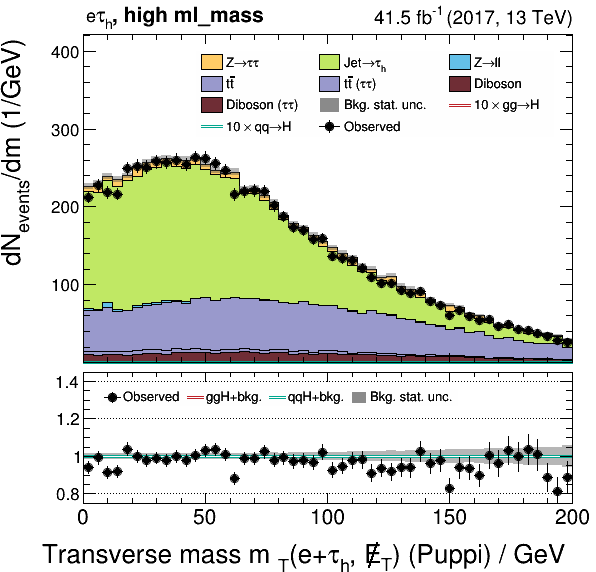 eτh, high ml_mass 41.5 fb-1 (2017, 13 TeV)
dNevents/dm (1/GeV)
400
300
200
100
Z→ττ Jet→τh Z→ll
tt̄ tt̄ (ττ) Diboson
Diboson (ττ) Bkg. stat. unc. 10 × gg→H
10 × qq→H Observed
1.4
1.2
1
0.8
Observed ggH+bkg. qqH+bkg. Bkg. stat. unc.
0 50 100 150 200
Transverse mass m T(e+τh, E̸T) (Puppi) / GeV